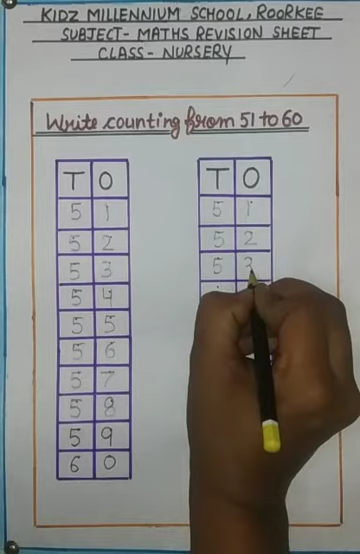 KIDZ MILLENNIUM SCHOOL, ROORKEE
SUBJECT- MATHS REVISION SHEET
CLASS- NURSERY
Write counting from 51 to 60
T O
5 1
5 2
5 3
5 4
5 5
5 6
5 7
5 8
5 9
6 0
T O
5 1
5 2
5 3